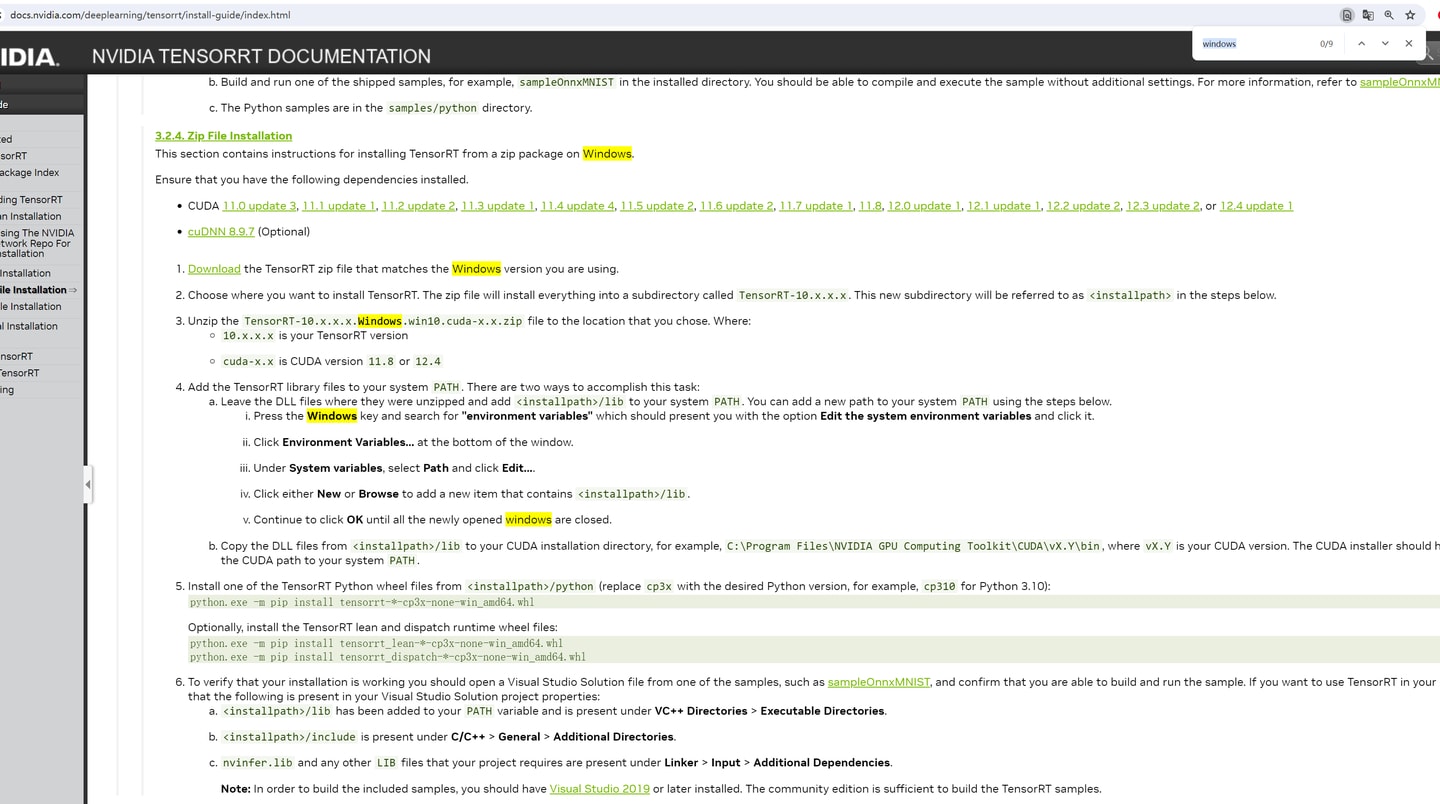 docs.nvidia.com/deeplearning/tensorrt/install-guide/index.html
windows
0/9
IDIA.
NVIDIA TENSORRT DOCUMENTATION
de
ted
sorRT
ackage Index
ding TensorRT
an Installation
sing The NVIDIA
twork Repo For
stallation
Installation
ile Installation ⇒
le Installation
al Installation
nsorRT
TensorRT
ing
b. Build and run one of the shipped samples, for example, sampleOnnxMNIST in the installed directory. You should be able to compile and execute the sample without additional settings. For more information, refer to sampleOnnxMN
c. The Python samples are in the samples/python directory.
3.2.4. Zip File Installation
This section contains instructions for installing TensorRT from a zip package on Windows.
Ensure that you have the following dependencies installed.
• CUDA 11.0 update 3, 11.1 update 1, 11.2 update 2, 11.3 update 1, 11.4 update 4, 11.5 update 2, 11.6 update 2, 11.7 update 1, 11.8, 12.0 update 1, 12.1 update 1, 12.2 update 2, 12.3 update 2, or 12.4 update 1
• cuDNN 8.9.7 (Optional)
1. Download the TensorRT zip file that matches the Windows version you are using.
2. Choose where you want to install TensorRT. The zip file will install everything into a subdirectory called TensorRT-10.x.x.x. This new subdirectory will be referred to as <installpath> in the steps below.
3. Unzip the TensorRT-10.x.x.x.Windows.win10.cuda-x.x.zip file to the location that you chose. Where:
◦ 10.x.x.x is your TensorRT version
◦ cuda-x.x is CUDA version 11.8 or 12.4
4. Add the TensorRT library files to your system PATH. There are two ways to accomplish this task:
a. Leave the DLL files where they were unzipped and add <installpath>/lib to your system PATH. You can add a new path to your system PATH using the steps below.
i. Press the Windows key and search for "environment variables" which should present you with the option Edit the system environment variables and click it.
ii. Click Environment Variables… at the bottom of the window.
iii. Under System variables, select Path and click Edit….
iv. Click either New or Browse to add a new item that contains <installpath>/lib.
v. Continue to click OK until all the newly opened windows are closed.
b. Copy the DLL files from <installpath>/lib to your CUDA installation directory, for example, C:\Program Files\NVIDIA GPU Computing Toolkit\CUDA\vX.Y\bin, where vX.Y is your CUDA version. The CUDA installer should h
the CUDA path to your system PATH.
5. Install one of the TensorRT Python wheel files from <installpath>/python (replace cp3x with the desired Python version, for example, cp310 for Python 3.10):
python.exe -m pip install tensorrt-*-cp3x-none-win_amd64.whl
Optionally, install the TensorRT lean and dispatch runtime wheel files:
python.exe -m pip install tensorrt_lean-*-cp3x-none-win_amd64.whl
python.exe -m pip install tensorrt_dispatch-*-cp3x-none-win_amd64.whl
6. To verify that your installation is working you should open a Visual Studio Solution file from one of the samples, such as sampleOnnxMNIST, and confirm that you are able to build and run the sample. If you want to use TensorRT in your
that the following is present in your Visual Studio Solution project properties:
a. <installpath>/lib has been added to your PATH variable and is present under VC++ Directories > Executable Directories.
b. <installpath>/include is present under C/C++ > General > Additional Directories.
c. nvinfer.lib and any other LIB files that your project requires are present under Linker > Input > Additional Dependencies.
Note: In order to build the included samples, you should have Visual Studio 2019 or later installed. The community edition is sufficient to build the TensorRT samples.